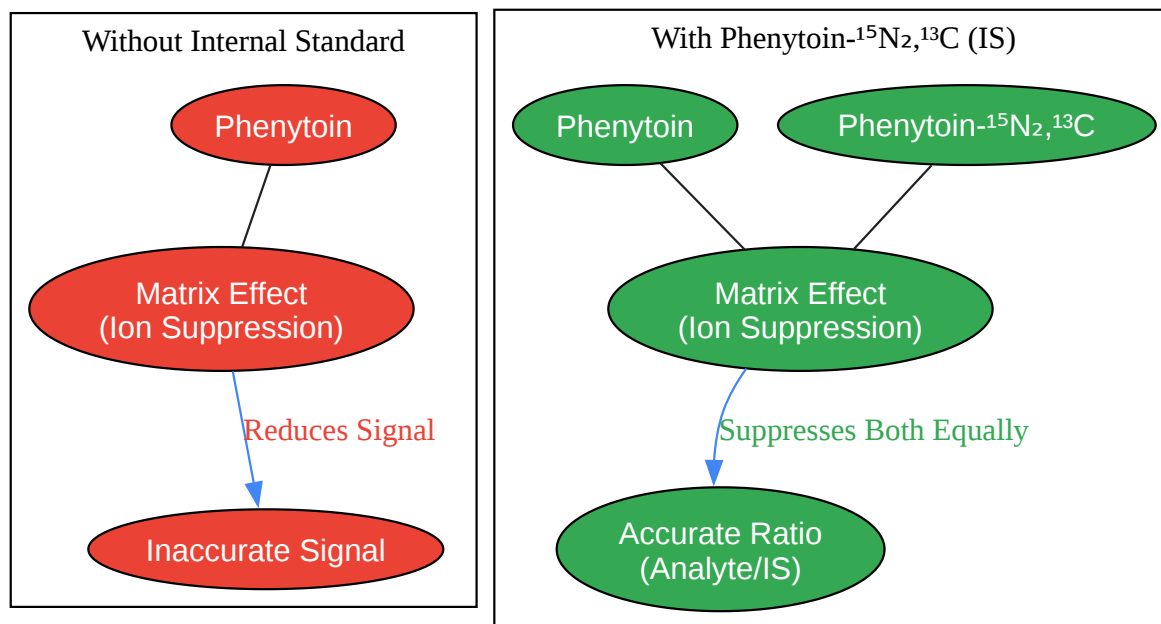 Without Internal Standard
Phenytoin
Matrix Effect
(Ion Suppression)
Reduces Signal
Inaccurate Signal
With Phenytoin-¹⁵N₂,¹³C (IS)
Phenytoin
Phenytoin-¹⁵N₂,¹³C
Matrix Effect
(Ion Suppression)
Suppresses Both Equally
Accurate Ratio
(Analyte/IS)